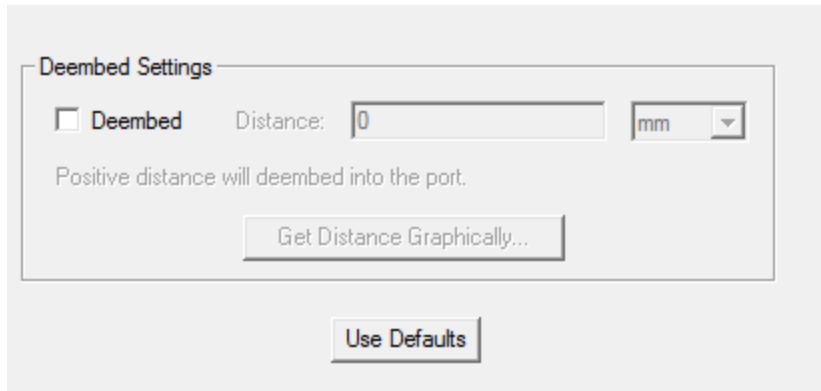 Deembed Settings
Deembed Distance: 0 mm
Positive distance will deembed into the port.
Get Distance Graphically...
Use Defaults